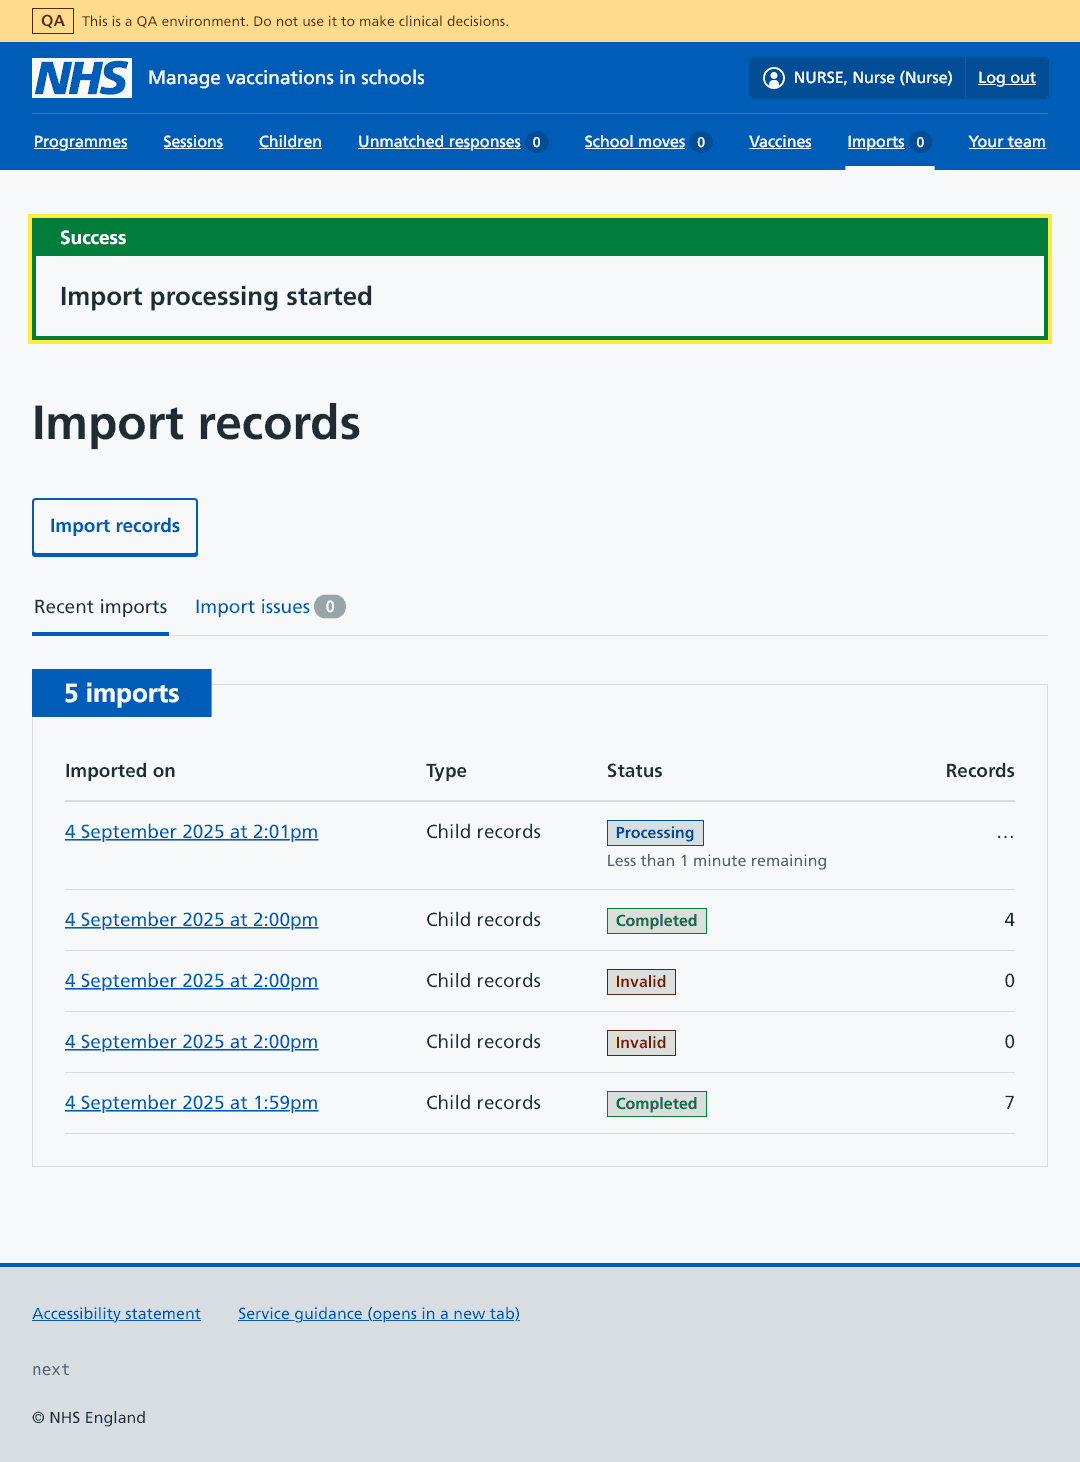 QA This is a QA environment. Do not use it to make clinical decisions.
NHS Manage vaccinations in schools NURSE, Nurse (Nurse) Log out
Programmes Sessions Children Unmatched responses 0 School moves 0 Vaccines Imports 0 Your team
Success
Import processing started
Import records
Import records
Recent imports Import issues 0
5 imports
Imported on Type Status Records
4 September 2025 at 2:01pm Child records Processing ...
Less than 1 minute remaining
4 September 2025 at 2:00pm Child records Completed 4
4 September 2025 at 2:00pm Child records Invalid 0
4 September 2025 at 2:00pm Child records Invalid 0
4 September 2025 at 1:59pm Child records Completed 7
Accessibility statement Service guidance (opens in a new tab)
next
© NHS England